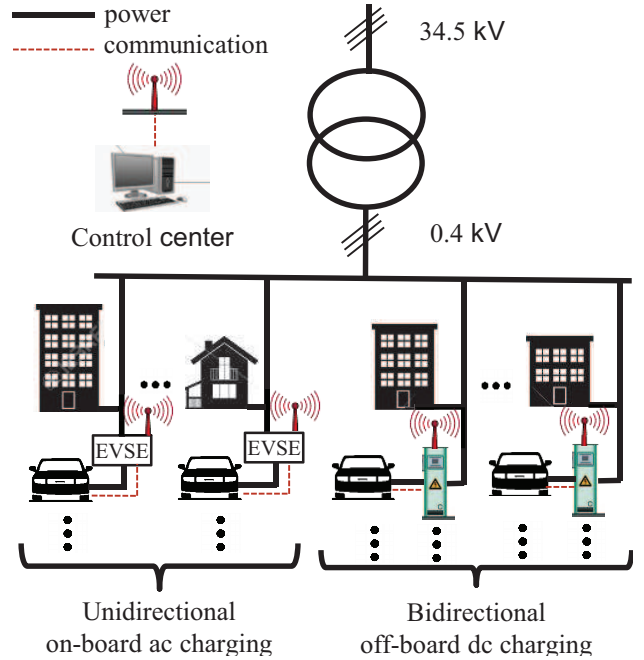 power
communication
34.5 kV
Control center
0.4 kV
EVSE
EVSE
Unidirectional
on-board ac charging
Bidirectional
off-board dc charging